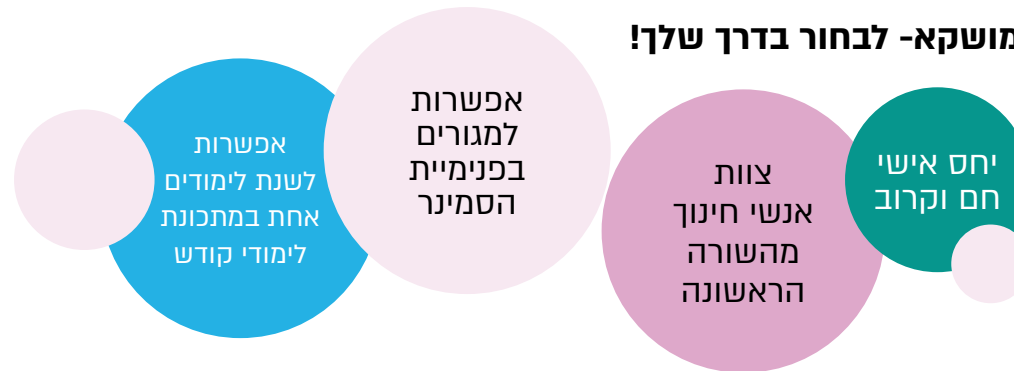 מושקא- לבחור בדרך שלך!
יחס אישי
חם וקרוב
צוות
אנשי חינוך
מהשורה
הראשונה
אפשרות
למגורים
בפנימיית
הסמינר
אפשרות
לשנת לימודים
אחת במתכונת
לימודי קודש